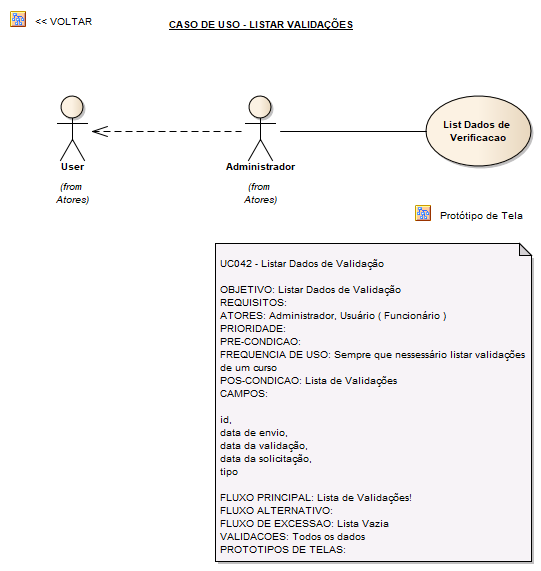 << VOLTAR
CASO DE USO - LISTAR VALIDAÇÕES
User
(from
Atores)
Administrador
(from
Atores)
List Dados de
Verificacao
Protótipo de Tela
UC042 - Listar Dados de Validação
OBJETIVO: Listar Dados de Validação
REQUISITOS:
ATORES: Administrador, Usuário ( Funcionário )
PRIORIDADE:
PRE-CONDICAO:
FREQUENCIA DE USO: Sempre que nessessário listar validações
de um curso
POS-CONDICAO: Lista de Validações
CAMPOS:
id,
data de envio,
data da validação,
data da solicitação,
tipo
FLUXO PRINCIPAL: Lista de Validações!
FLUXO ALTERNATIVO:
FLUXO DE EXCESSAO: Lista Vazia
VALIDACOES: Todos os dados
PROTOTIPOS DE TELAS: